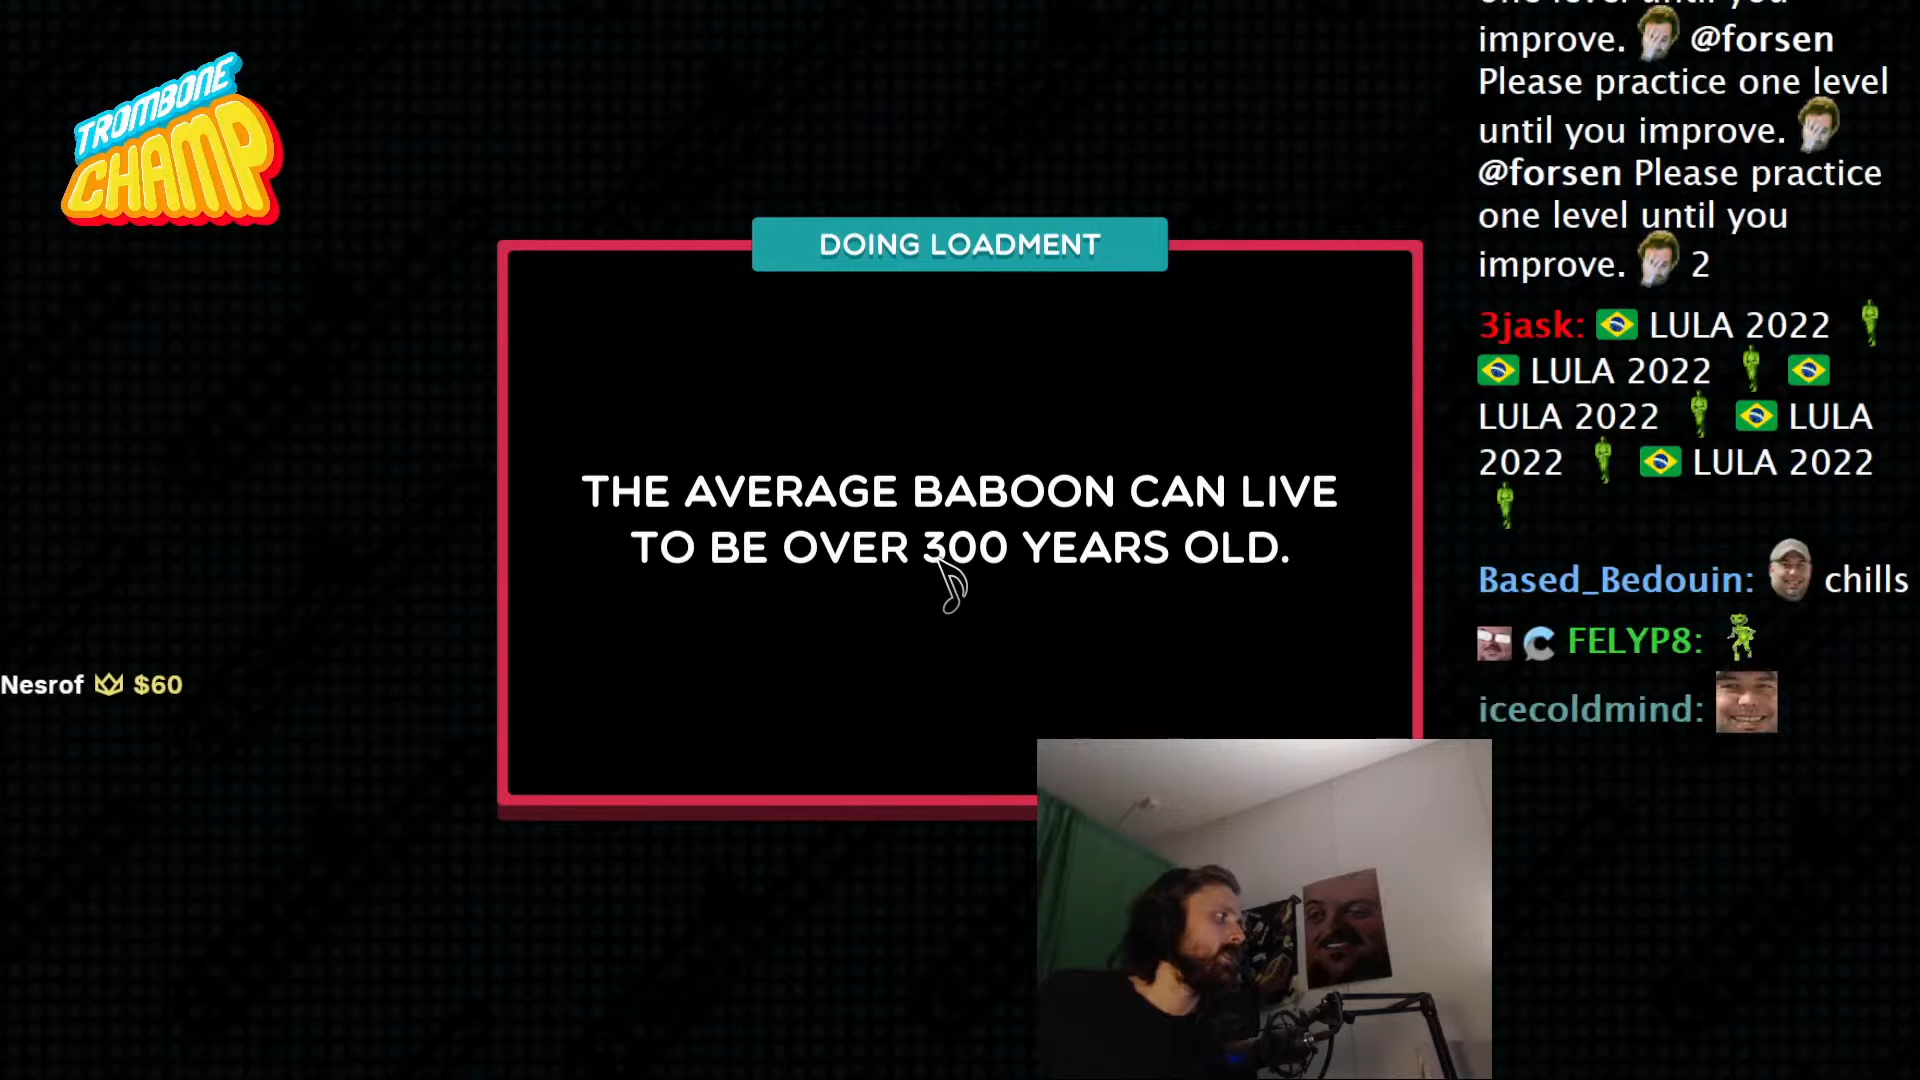 TROMBONE
CHAMP
DOING LOADMENT
THE AVERAGE BABOON CAN LIVE
TO BE OVER 300 YEARS OLD.
Nesrof $60
improve. @forsen
Please practice one level
until you improve.
@forsen Please practice
one level until you
improve. 2
3jask: LULA 2022
LULA 2022
LULA 2022 LULA
2022 LULA 2022
Based_Bedouin: chills
FELYP8:
icecoldmind: